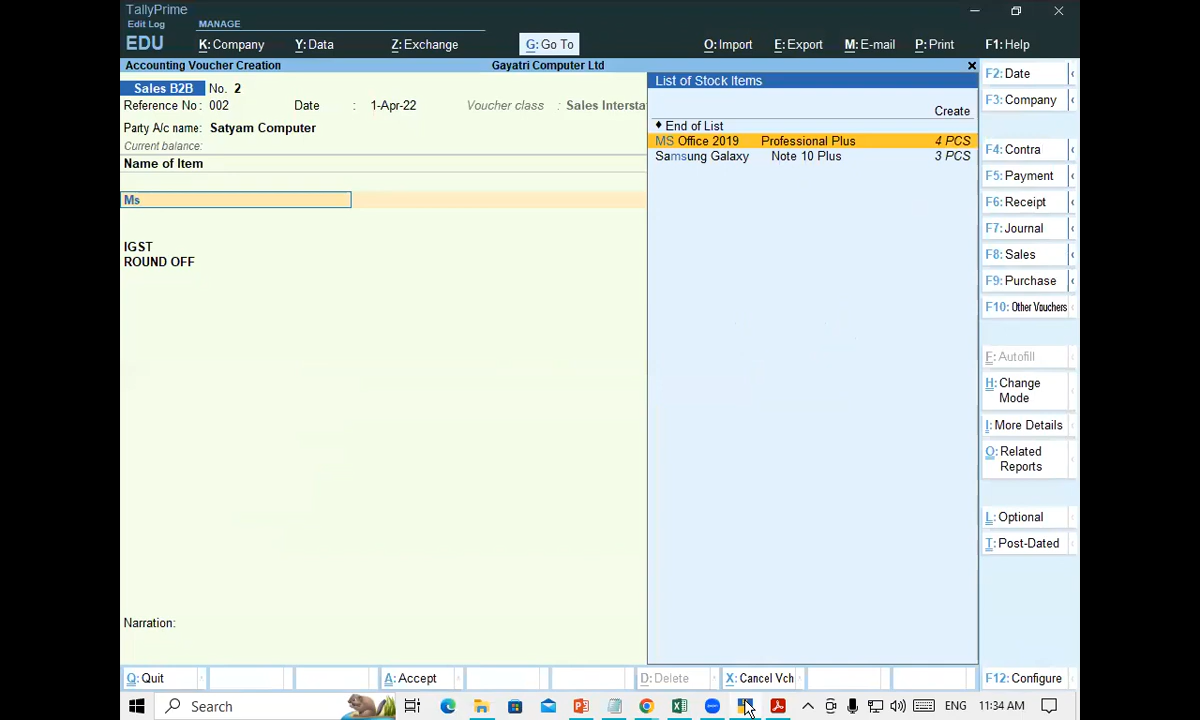 TallyPrime
Edit Log
MANAGE
EDU
K: Company
Y: Data
Z: Exchange
G: Go To
O: Import
E: Export
M: E-mail
P: Print
F1: Help
Accounting Voucher Creation
Gayatri Computer Ltd
Sales B2B
No. 2
Reference No : 002
Date : 1-Apr-22
Voucher class : Sales Intersta
Party A/c name: Satyam Computer
Current balance:
Name of Item
Ms
IGST
ROUND OFF
Narration:
List of Stock Items
Create
♦ End of List
MS Office 2019 Professional Plus 4 PCS
Samsung Galaxy Note 10 Plus 3 PCS
F2: Date
F3: Company
F4: Contra
F5: Payment
F6: Receipt
F7: Journal
F8: Sales
F9: Purchase
F10: Other Vouchers
F: Autofill
H: Change
Mode
I: More Details
O: Related
Reports
L: Optional
T: Post-Dated
Q: Quit
A: Accept
D: Delete
X: Cancel Vch
F12: Configure
Search
ENG
11:34 AM